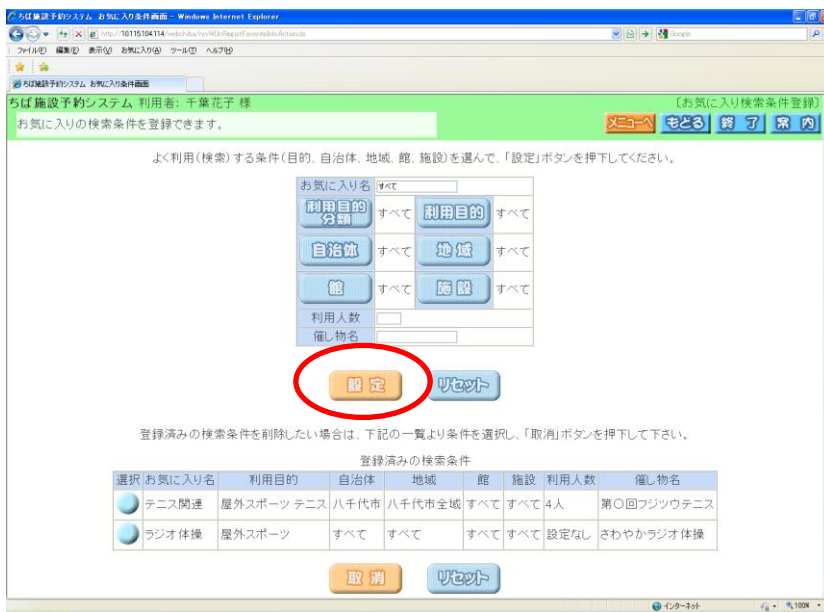 ちば施設予約システム お気に入り条件画面 - Windows Internet Explorer
http://10.115.104.114/webchiba/rsvWUnRegistFavoriteInfoAction.do
Google
ファイル(F) 編集(E) 表示(V) お気に入り(A) ツール(T) ヘルプ(H)
ちば施設予約システム お気に入り条件画面
ちば施設予約システム 利用者: 千葉花子 様
〔お気に入り検索条件登録〕
お気に入りの検索条件を登録できます。
メニューへ もどる 終了 案内
よく利用(検索)する条件(目的、自治体、地域、館、施設)を選んで、「設定」ボタンを押下してください。
お気に入り名 すべて
利用目的分類 すべて 利用目的 すべて
自治体 すべて 地域 すべて
館 すべて 施設 すべて
利用人数
催し物名
設定 リセット
登録済みの検索条件を削除したい場合は、下記の一覧より条件を選択し、「取消」ボタンを押下して下さい。
登録済みの検索条件
選択 お気に入り名 利用目的 自治体 地域 館 施設 利用人数 催し物名
テニス関連 屋外スポーツ テニス 八千代市 八千代市全域 すべて すべて 4人 第〇回フジツウテニス
ラジオ体操 屋外スポーツ すべて すべて すべて すべて 設定なし さわやかラジオ体操
取消 リセット
インターネット 100%